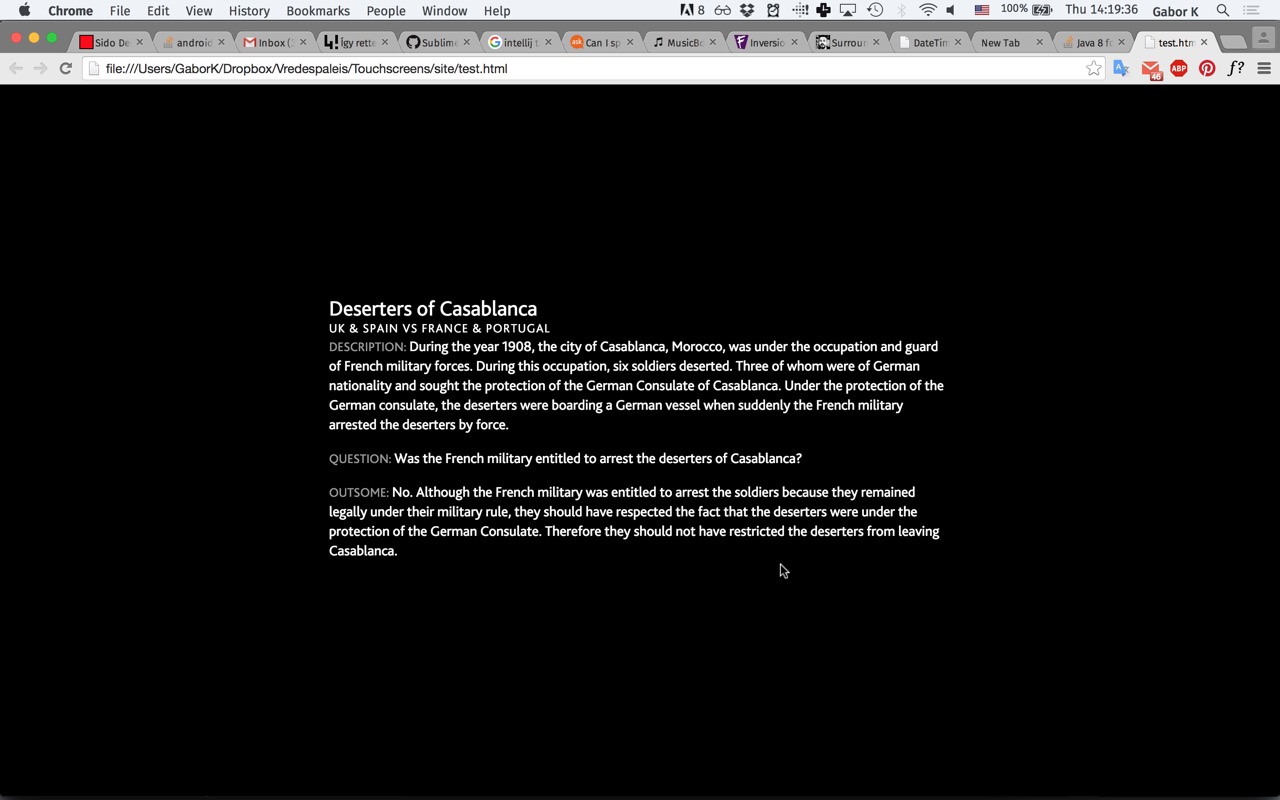 Chrome File Edit View History Bookmarks People Window Help 8 100% Thu 14:19:36 Gabor K
Sido De android Inbox (1 Így rette Sublime Google intellij t ask Can I sp MusicBe Inversio Surrour DateTim New Tab Java 8 fo test.htm
file:///Users/GaborK/Dropbox/Vredespaleis/Touchscreens/site/test.html 46 ABP f?
Deserters of Casablanca
UK & SPAIN VS FRANCE & PORTUGAL
DESCRIPTION: During the year 1908, the city of Casablanca, Morocco, was under the occupation and guard
of French military forces. During this occupation, six soldiers deserted. Three of whom were of German
nationality and sought the protection of the German Consulate of Casablanca. Under the protection of the
German consulate, the deserters were boarding a German vessel when suddenly the French military
arrested the deserters by force.
QUESTION: Was the French military entitled to arrest the deserters of Casablanca?
OUTSOME: No. Although the French military was entitled to arrest the soldiers because they remained
legally under their military rule, they should have respected the fact that the deserters were under the
protection of the German Consulate. Therefore they should not have restricted the deserters from leaving
Casablanca.